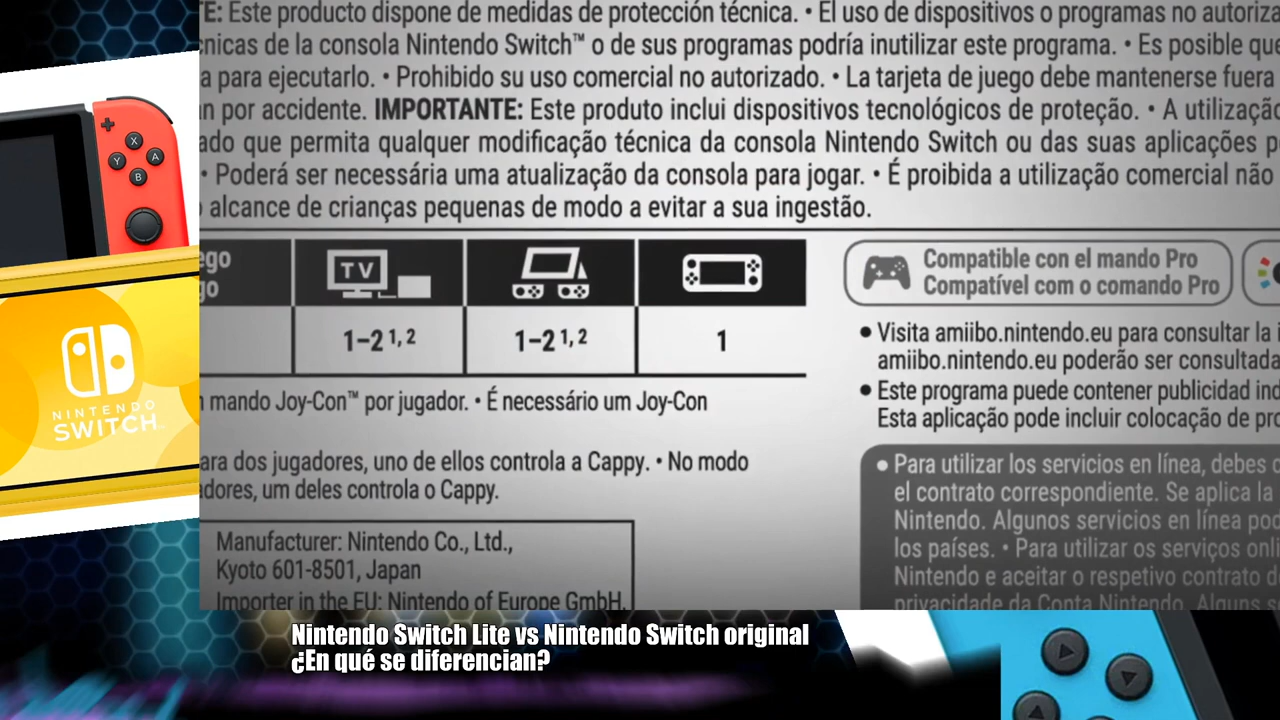 TE: Este producto dispone de medidas de protección técnica. • El uso de dispositivos o programas no autoriza
cnicas de la consola Nintendo Switch™ o de sus programas podría inutilizar este programa. • Es posible que
a para ejecutarlo. • Prohibido su uso comercial no autorizado. • La tarjeta de juego debe mantenerse fuera
an por accidente. IMPORTANTE: Este produto inclui dispositivos tecnológicos de proteção. • A utilização
ado que permita qualquer modificação técnica da consola Nintendo Switch ou das suas aplicações p
• Poderá ser necessária uma atualização da consola para jogar. • É proibida a utilização comercial não
o alcance de crianças pequenas de modo a evitar a sua ingestão.
X
Y A
B
ego
go
TV
1–2 1, 2
1–2 1, 2
1
Compatible con el mando Pro
Compatível com o comando Pro
• Visita amiibo.nintendo.eu para consultar la
amiibo.nintendo.eu poderão ser consultada
n mando Joy-Con™ por jugador. • É necessário um Joy-Con
• Este programa puede contener publicidad ind
Esta aplicação pode incluir colocação de pro
ara dos jugadores, uno de ellos controla a Cappy. • No modo
adores, um deles controla o Cappy.
• Para utilizar los servicios en línea, debes c
el contrato correspondiente. Se aplica la
Nintendo. Algunos servicios en línea pod
los países. • Para utilizar os serviços onli
Nintendo e aceitar o respetivo contrato d
privacidade da Conta Nintendo. Alguns s
Manufacturer: Nintendo Co., Ltd.,
Kyoto 601-8501, Japan
Importer in the EU: Nintendo of Europe GmbH,
NINTENDO
SWITCH
Nintendo Switch Lite vs Nintendo Switch original
¿En qué se diferencian?